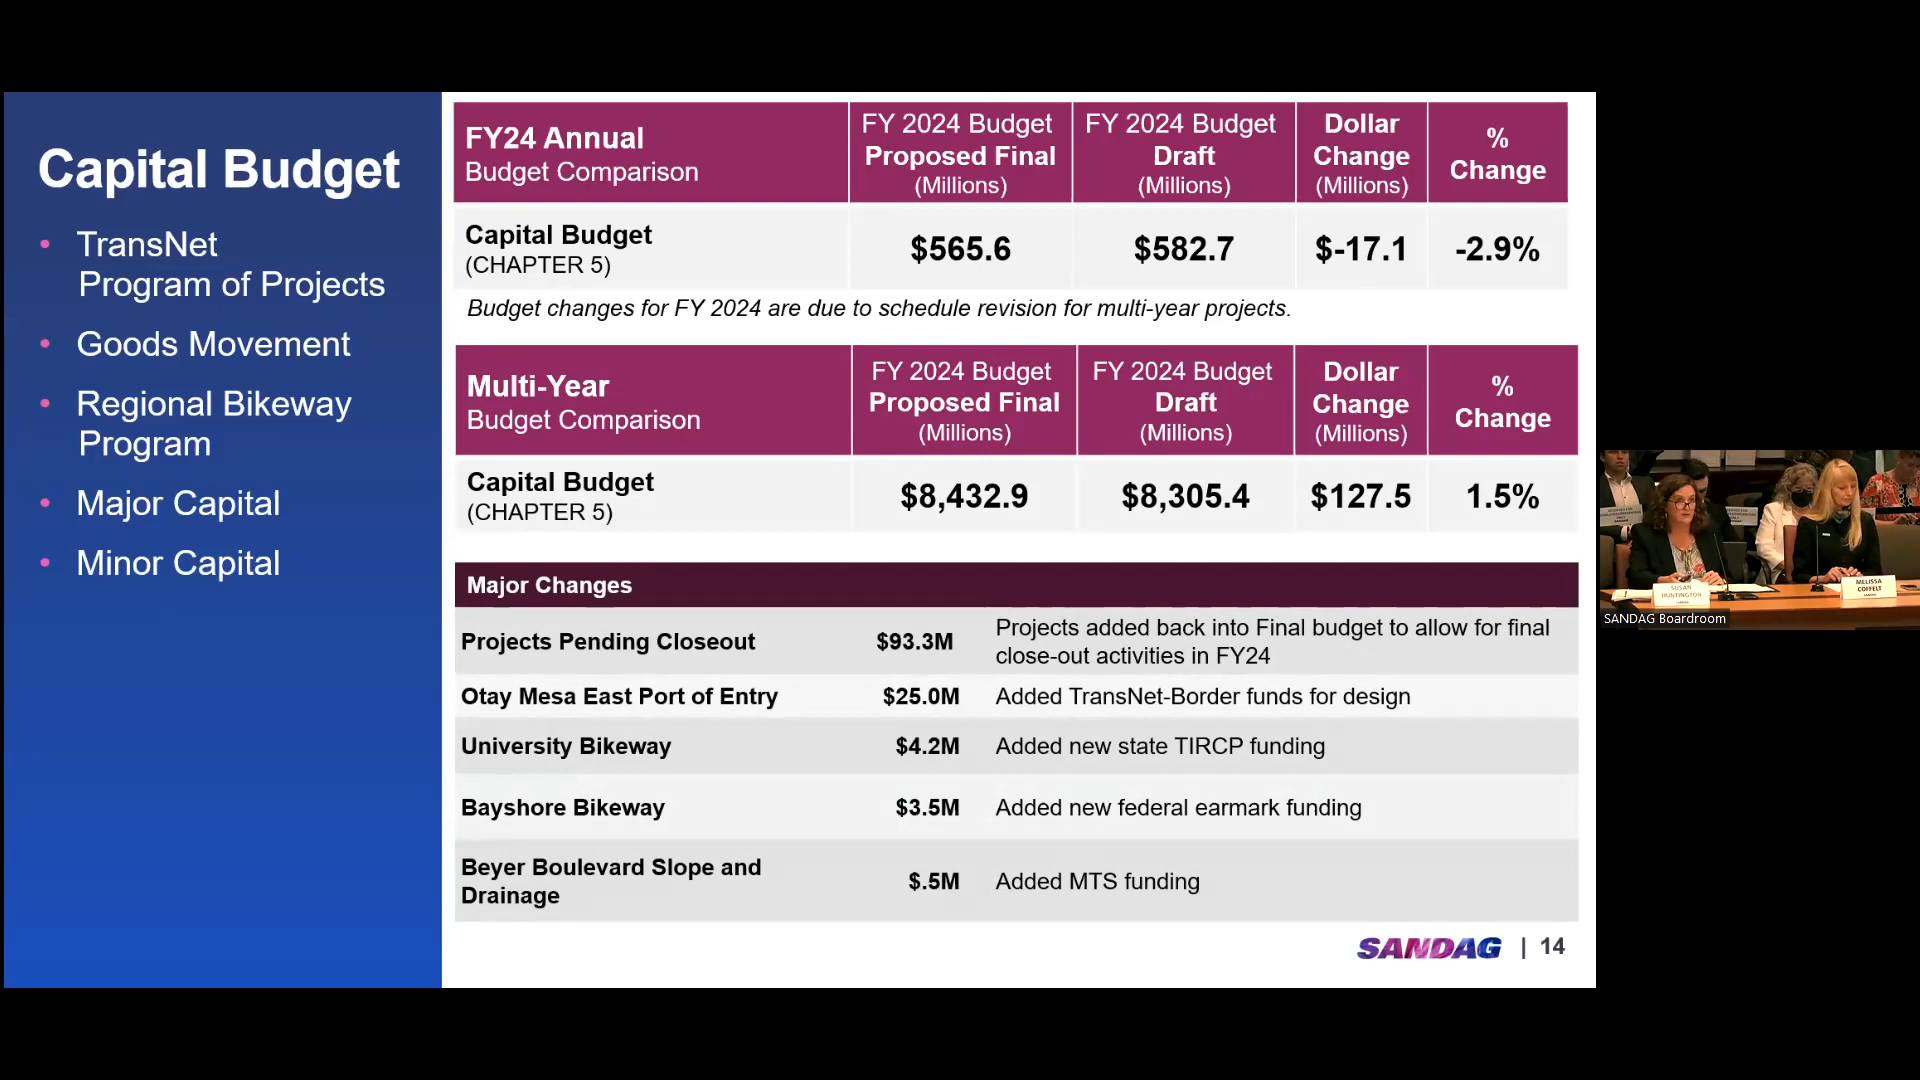 Capital Budget
• TransNet
Program of Projects
• Goods Movement
• Regional Bikeway
Program
• Major Capital
• Minor Capital
FY24 Annual
Budget Comparison
FY 2024 Budget
Proposed Final
(Millions)
FY 2024 Budget
Draft
(Millions)
Dollar
Change
(Millions)
%
Change
Capital Budget
(CHAPTER 5)
$565.6
$582.7
$-17.1
-2.9%
Budget changes for FY 2024 are due to schedule revision for multi-year projects.
Multi-Year
Budget Comparison
FY 2024 Budget
Proposed Final
(Millions)
FY 2024 Budget
Draft
(Millions)
Dollar
Change
(Millions)
%
Change
Capital Budget
(CHAPTER 5)
$8,432.9
$8,305.4
$127.5
1.5%
Major Changes
Projects Pending Closeout
$93.3M
Projects added back into Final budget to allow for final
close-out activities in FY24
Otay Mesa East Port of Entry
$25.0M
Added TransNet-Border funds for design
University Bikeway
$4.2M
Added new state TIRCP funding
Bayshore Bikeway
$3.5M
Added new federal earmark funding
Beyer Boulevard Slope and
Drainage
$.5M
Added MTS funding
SANDAG | 14
SUSAN
HUNTINGTON
MELISSA
COFFELT
SANDAG Boardroom